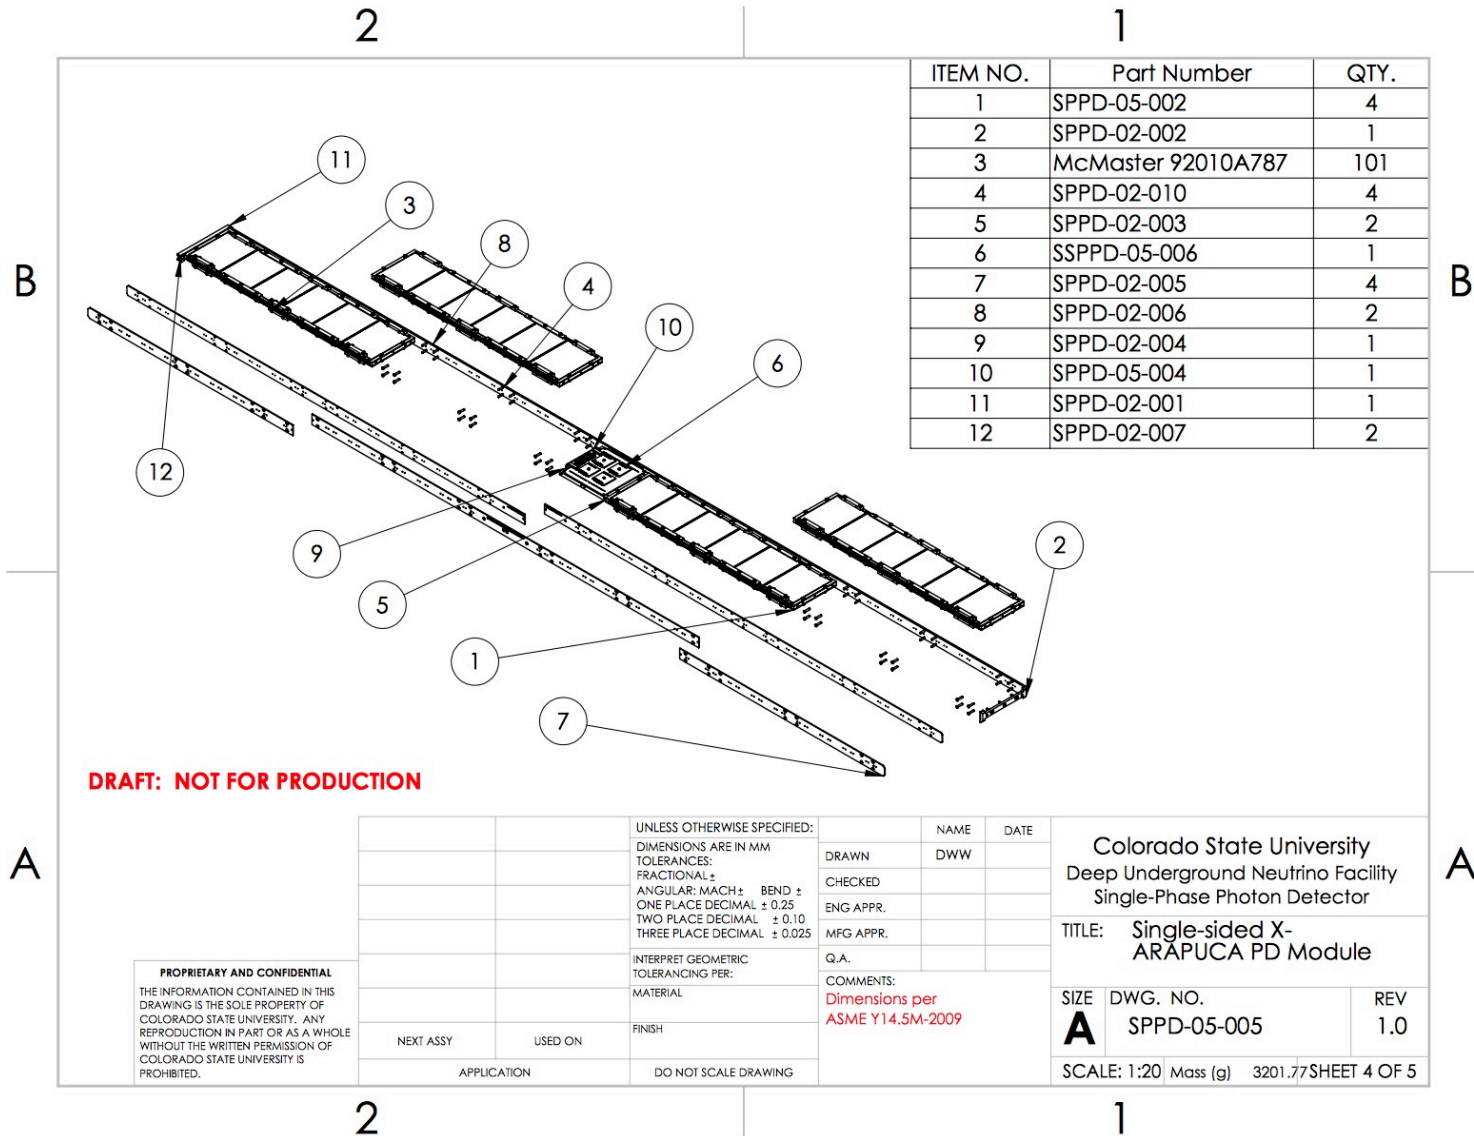 2 1
ITEM NO. Part Number QTY.
1 SPPD-05-002 4
2 SPPD-02-002 1
3 McMaster 92010A787 101
4 SPPD-02-010 4
5 SPPD-02-003 2
6 SSPPD-05-006 1
7 SPPD-02-005 4
8 SPPD-02-006 2
9 SPPD-02-004 1
10 SPPD-05-004 1
11 SPPD-02-001 1
12 SPPD-02-007 2
B B
11
3
8
4
10
6
12
9
2
5
1
7
DRAFT: NOT FOR PRODUCTION
A A
PROPRIETARY AND CONFIDENTIAL
THE INFORMATION CONTAINED IN THIS
DRAWING IS THE SOLE PROPERTY OF
COLORADO STATE UNIVERSITY. ANY
REPRODUCTION IN PART OR AS A WHOLE
WITHOUT THE WRITTEN PERMISSION OF
COLORADO STATE UNIVERSITY IS
PROHIBITED.
NEXT ASSY USED ON
APPLICATION
UNLESS OTHERWISE SPECIFIED:
DIMENSIONS ARE IN MM
TOLERANCES:
FRACTIONAL ±
ANGULAR: MACH ± BEND ±
ONE PLACE DECIMAL ± 0.25
TWO PLACE DECIMAL ± 0.10
THREE PLACE DECIMAL ± 0.025
INTERPRET GEOMETRIC
TOLERANCING PER:
MATERIAL
FINISH
DO NOT SCALE DRAWING
NAME DATE
DRAWN DWW
CHECKED
ENG APPR.
MFG APPR.
Q.A.
COMMENTS:
Dimensions per
ASME Y14.5M-2009
Colorado State University
Deep Underground Neutrino Facility
Single-Phase Photon Detector
TITLE: Single-sided X-
ARAPUCA PD Module
SIZE DWG. NO. REV
A SPPD-05-005 1.0
SCALE: 1:20 Mass (g) 3201.77 SHEET 4 OF 5
2 1